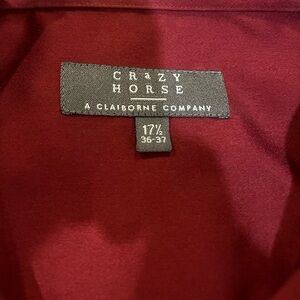 CRaZY
HORSE
A CLAIBORNE COMPANY
17½
36-37